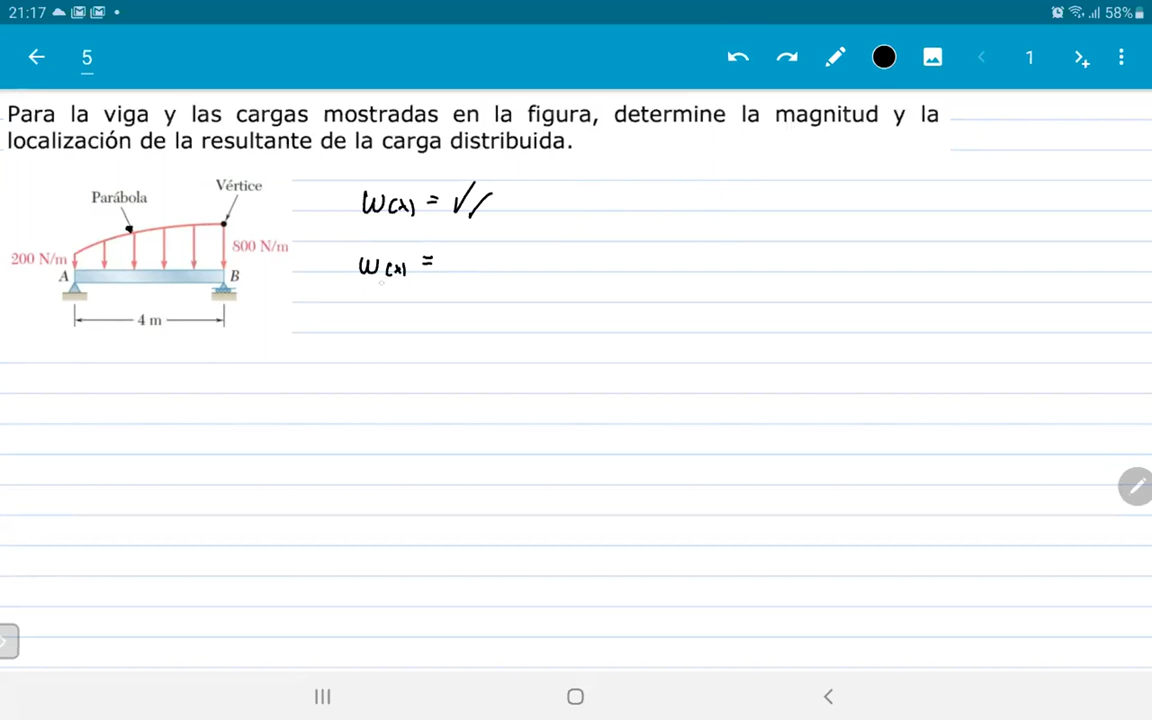 21:17 58%
5 1
Para la viga y las cargas mostradas en la figura, determine la magnitud y la
localización de la resultante de la carga distribuida.
Vértice
Parábola
200 N/m 800 N/m
A B
4 m
w(x) = √
w(x) =